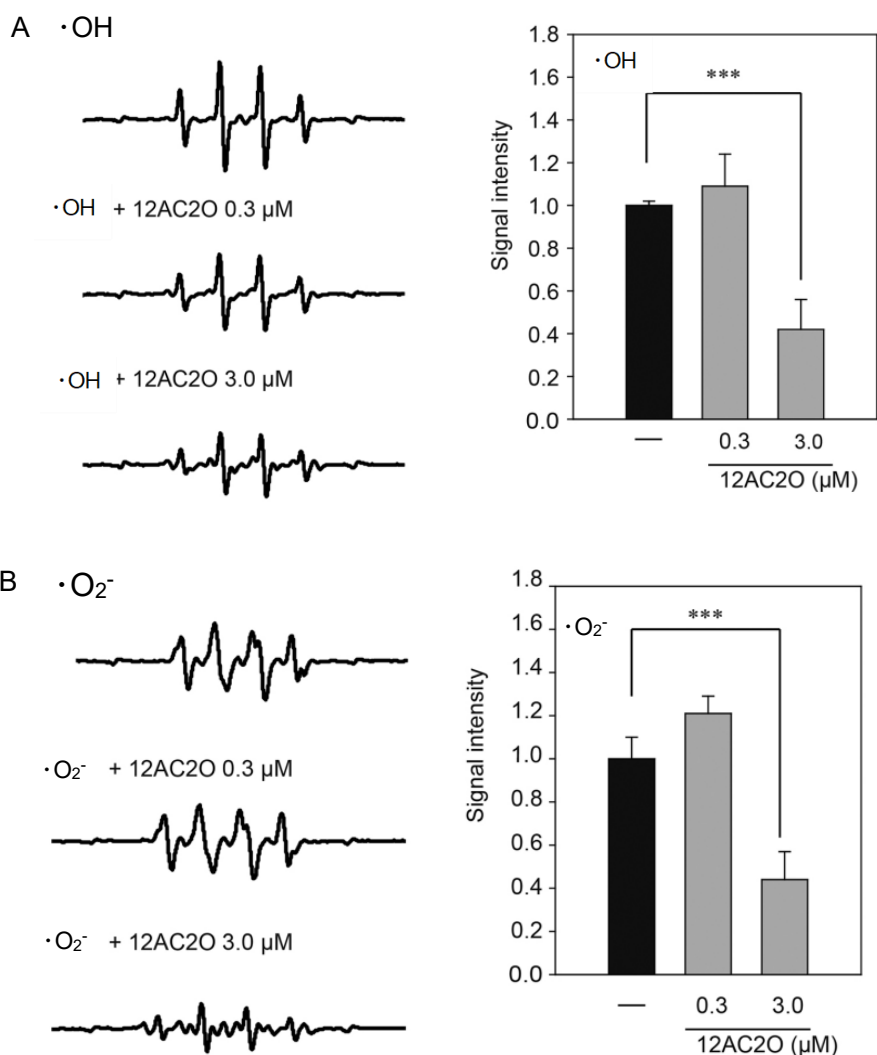 A ·OH
·OH + 12AC2O 0.3 µM
·OH + 12AC2O 3.0 µM
Signal intensity
1.8
1.6
1.4
1.2
1.0
0.8
0.6
0.4
0.2
0.0
·OH
***
— 0.3 3.0
12AC2O (µM)
B ·O₂⁻
·O₂⁻ + 12AC2O 0.3 µM
·O₂⁻ + 12AC2O 3.0 µM
Signal intensity
1.8
1.6
1.4
1.2
1.0
0.8
0.6
0.4
0.2
0.0
·O₂⁻
***
— 0.3 3.0
12AC2O (µM)